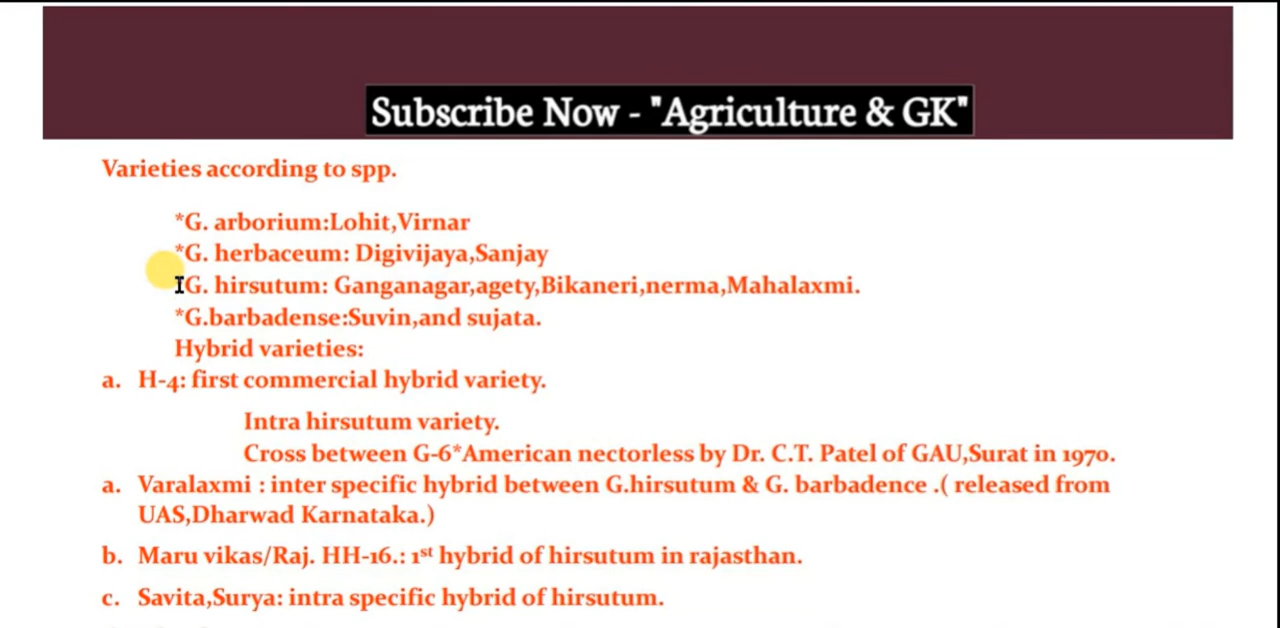 Subscribe Now - "Agriculture & GK"
Varieties according to spp.
*G. arborium:Lohit,Virnar
*G. herbaceum: Digivijaya,Sanjay
G. hirsutum: Ganganagar,agety,Bikaneri,nerma,Mahalaxmi.
*G.barbadense:Suvin,and sujata.
Hybrid varieties:
a. H-4: first commercial hybrid variety.
Intra hirsutum variety.
Cross between G-6*American nectorless by Dr. C.T. Patel of GAU,Surat in 1970.
a. Varalaxmi : inter specific hybrid between G.hirsutum & G. barbadence .( released from
UAS,Dharwad Karnataka.)
b. Maru vikas/Raj. HH-16.: 1st hybrid of hirsutum in rajasthan.
c. Savita,Surya: intra specific hybrid of hirsutum.